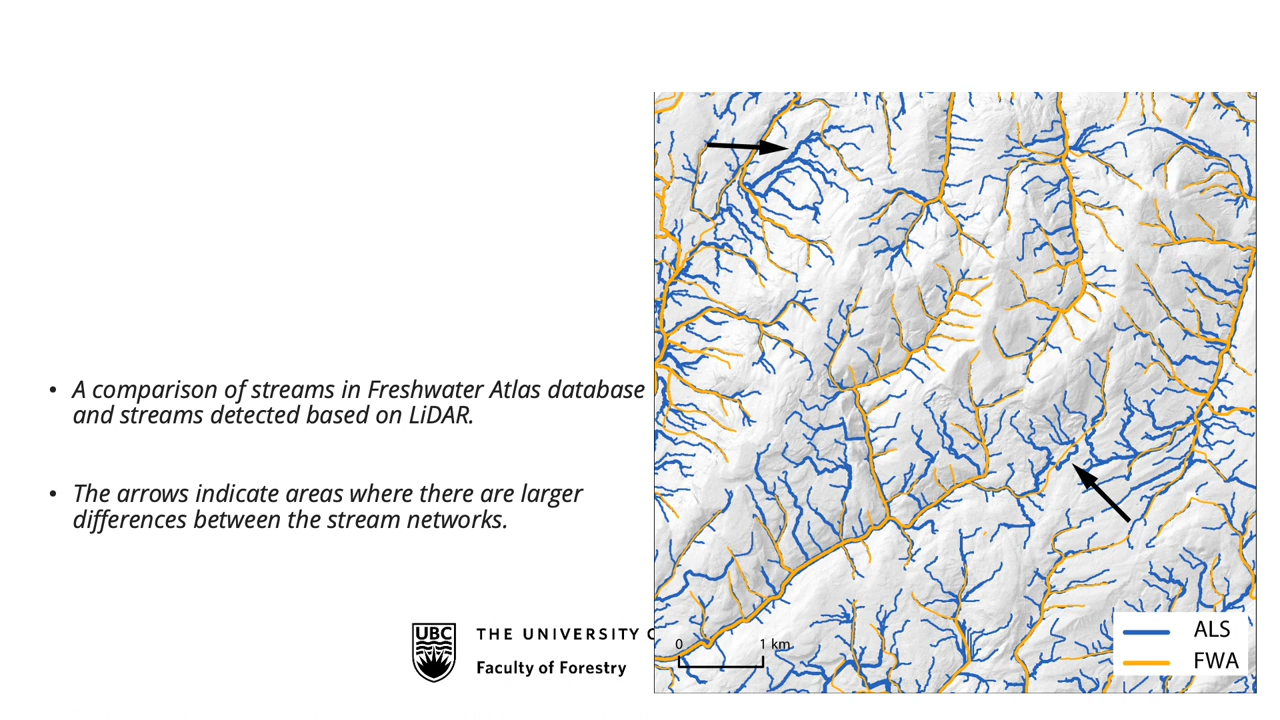 • A comparison of streams in Freshwater Atlas database
and streams detected based on LiDAR.
• The arrows indicate areas where there are larger
differences between the stream networks.
UBC
THE UNIVERSITY
Faculty of Forestry
0 1 km
ALS
FWA